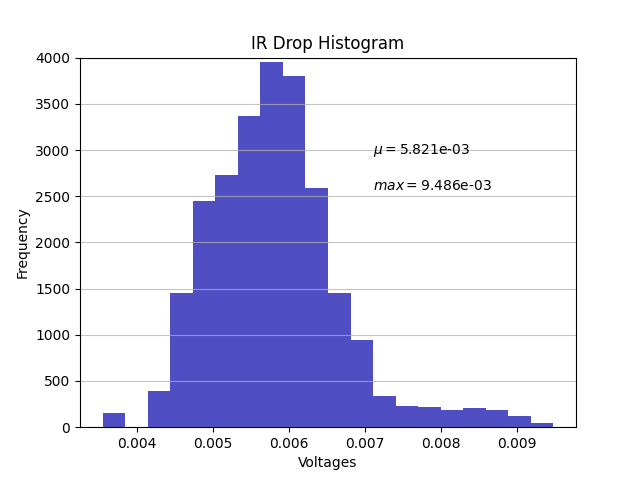 IR Drop Histogram
4000
3500
3000
2500
2000
1500
1000
500
0
Frequency
μ = 5.821e-03
max = 9.486e-03
0.004 0.005 0.006 0.007 0.008 0.009
Voltages